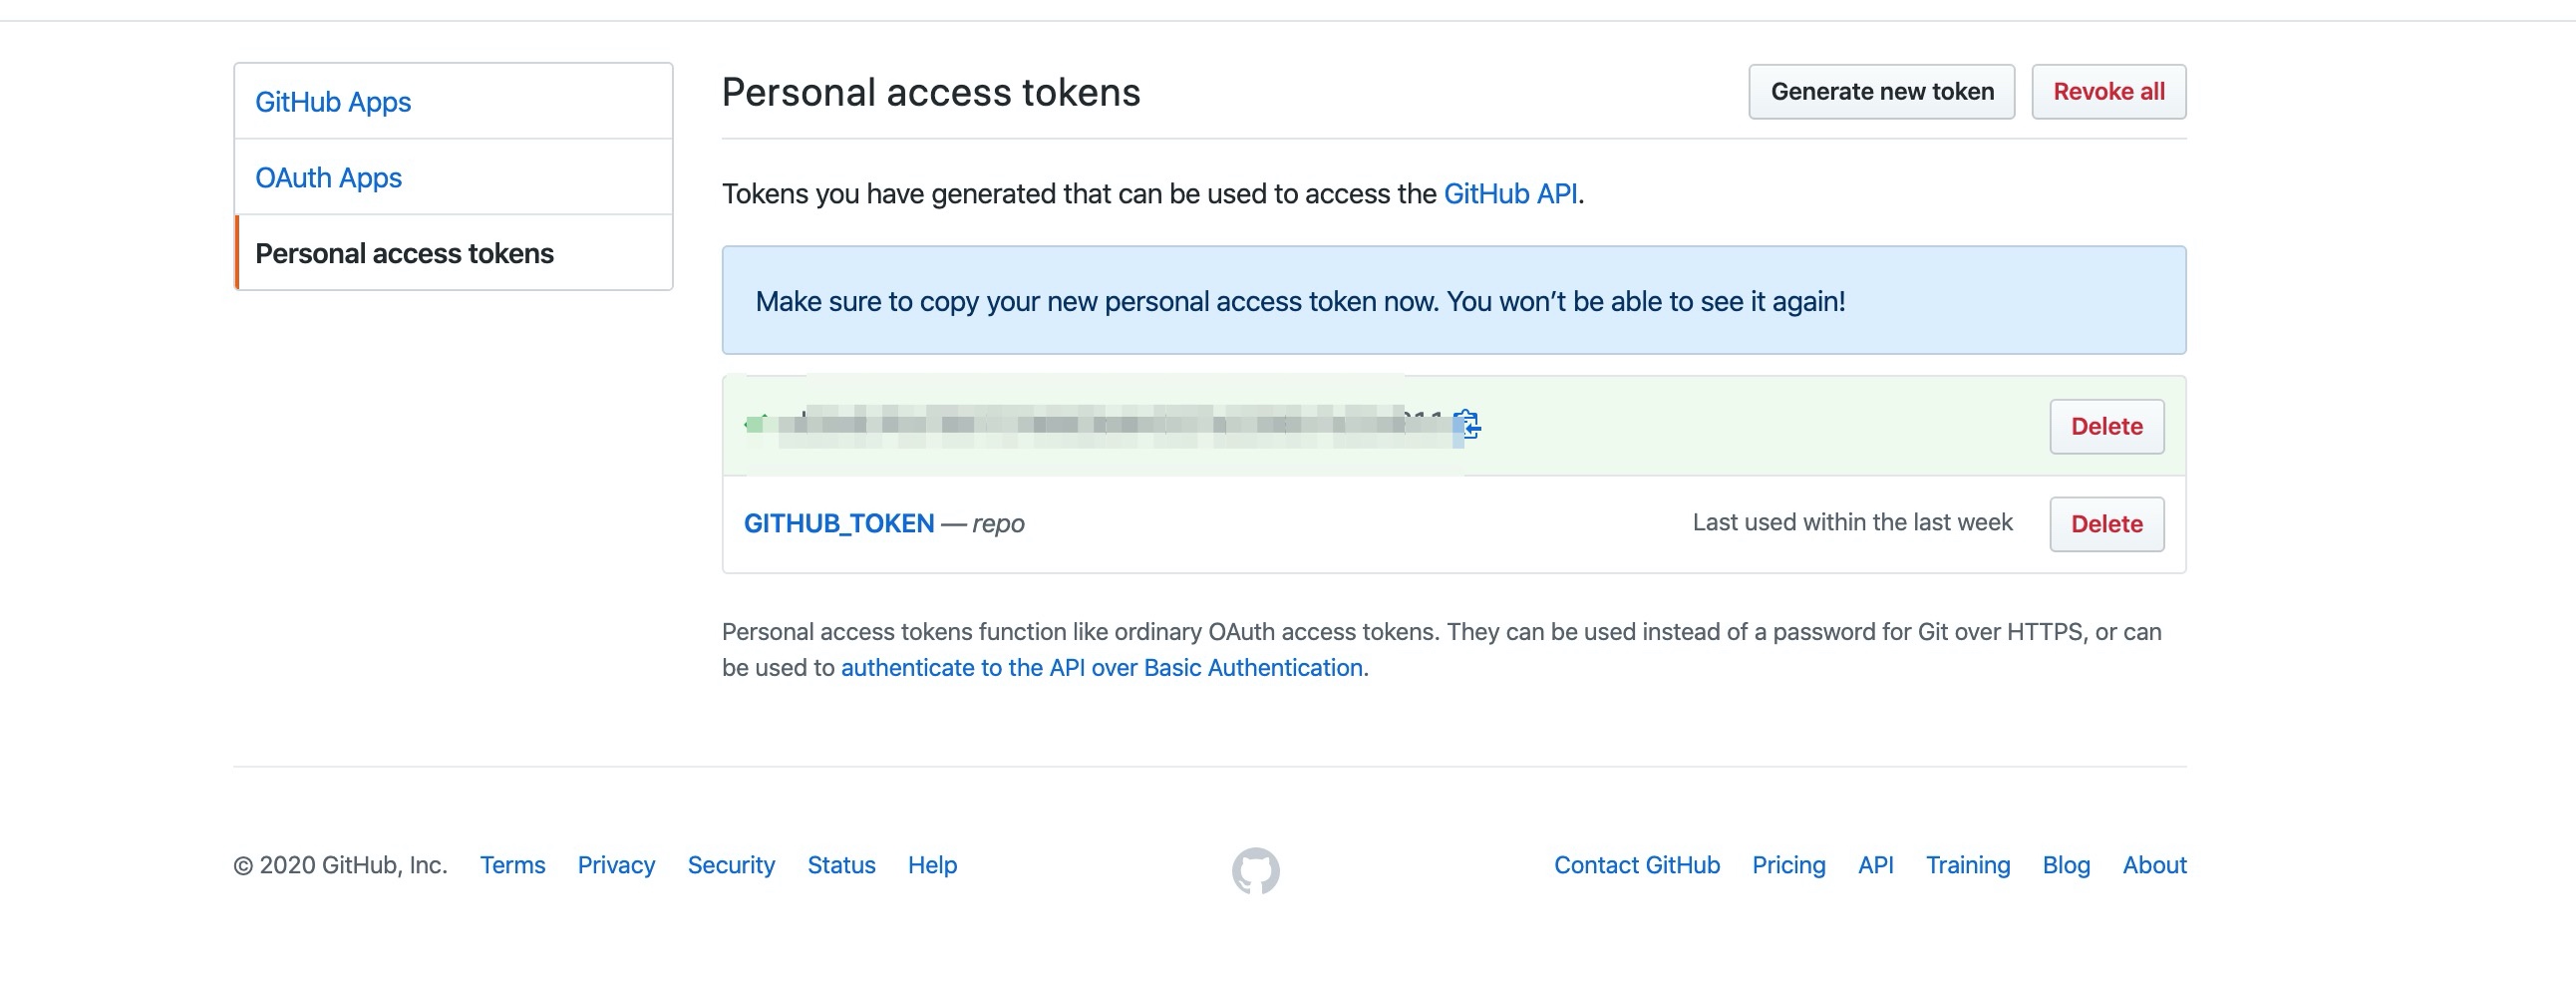 GitHub Apps
OAuth Apps
Personal access tokens
Personal access tokens
Generate new token
Revoke all
Tokens you have generated that can be used to access the GitHub API.
Make sure to copy your new personal access token now. You won’t be able to see it again!
Delete
GITHUB_TOKEN — repo
Last used within the last week
Delete
Personal access tokens function like ordinary OAuth access tokens. They can be used instead of a password for Git over HTTPS, or can
be used to authenticate to the API over Basic Authentication.
© 2020 GitHub, Inc.
Terms
Privacy
Security
Status
Help
Contact GitHub
Pricing
API
Training
Blog
About